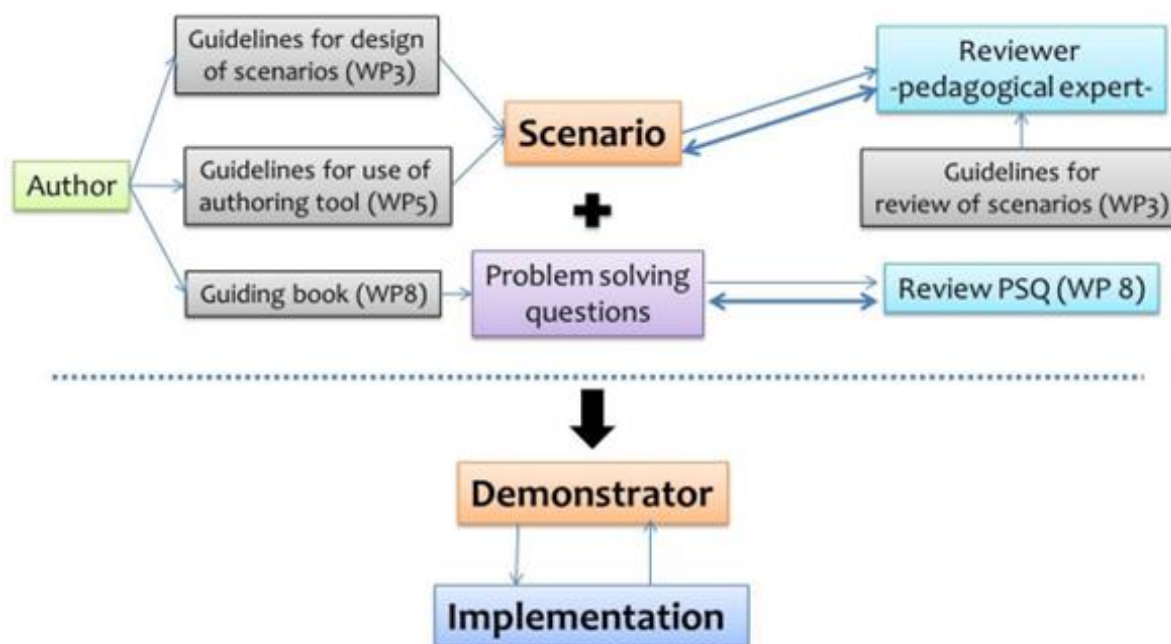 Guidelines for design
of scenarios (WP3)
Reviewer
-pedagogical expert-
Scenario
Author
Guidelines for use of
authoring tool (WP5)
Guidelines for
review of scenarios (WP3)
Guiding book (WP8)
Problem solving
questions
Review PSQ (WP 8)
Demonstrator
Implementation